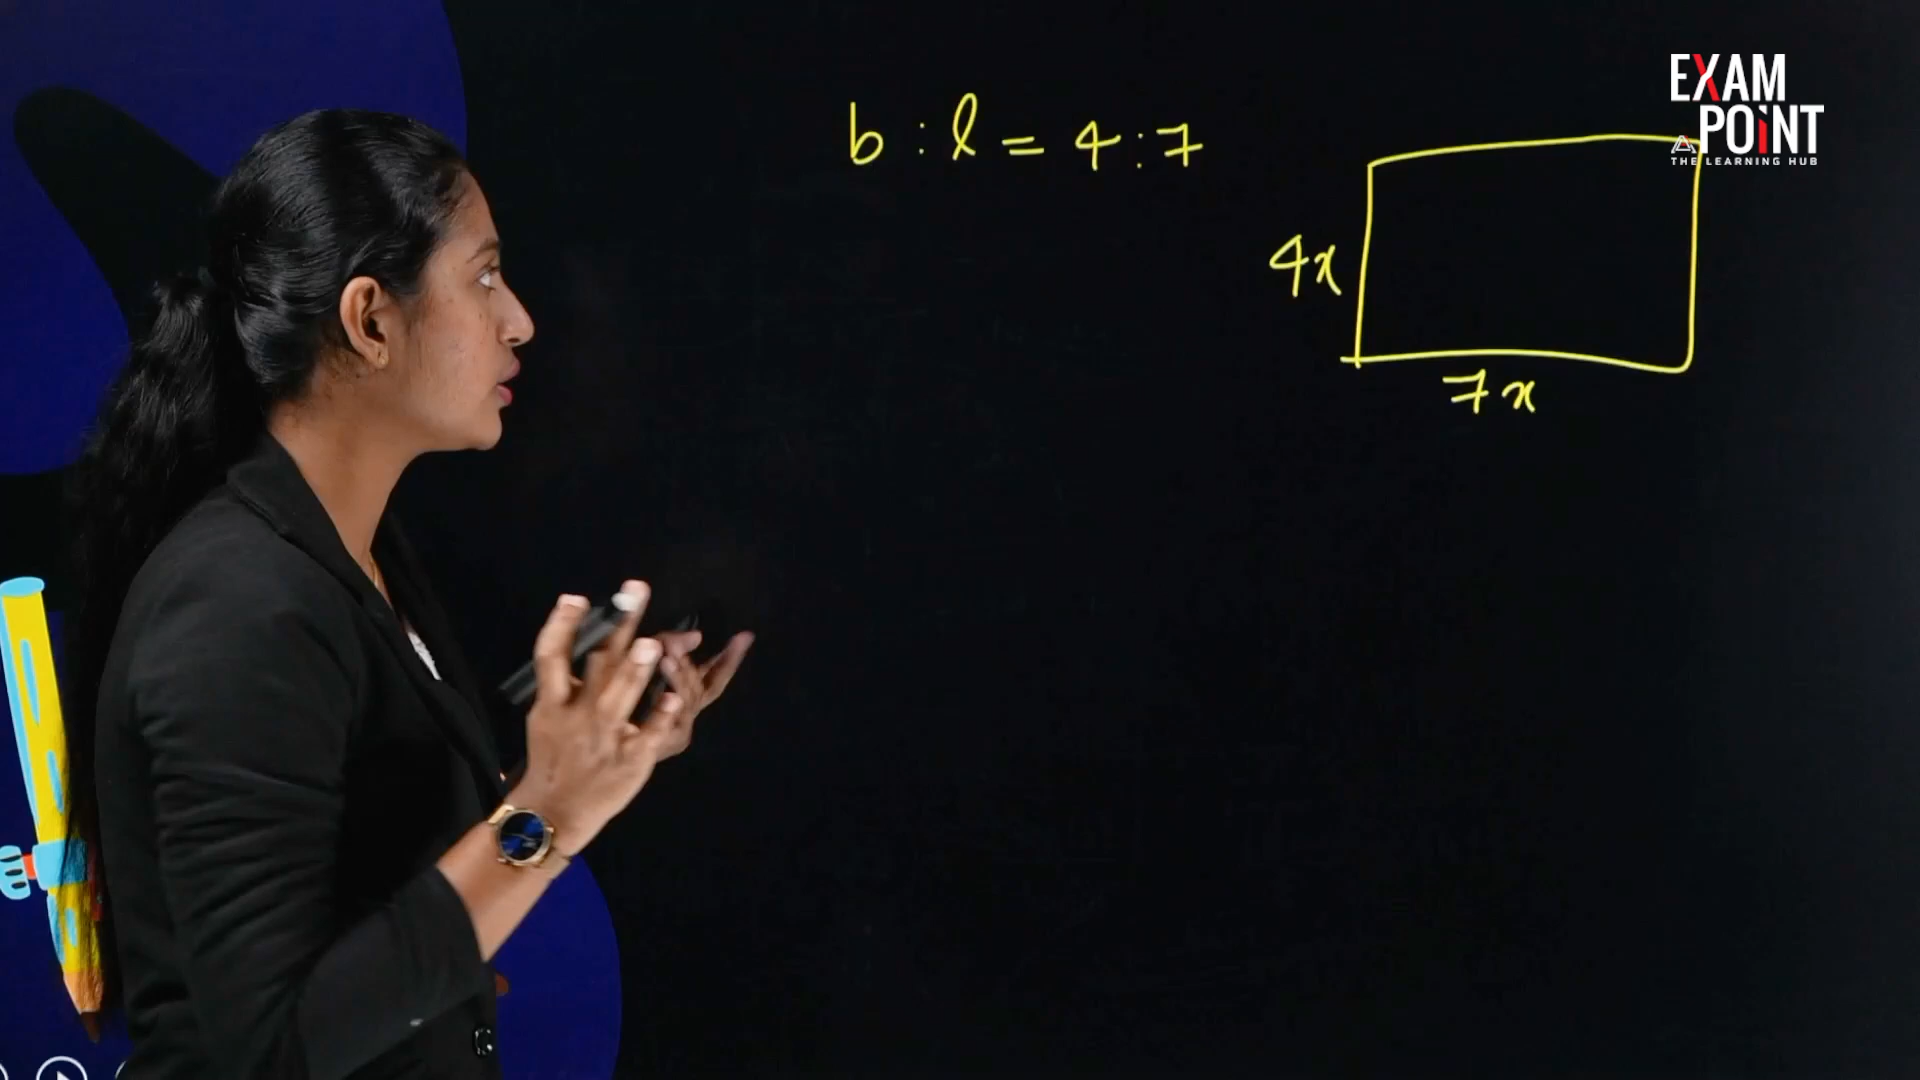 b : l = 4 : 7
EXAM
POINT
THE LEARNING HUB
4x
7x